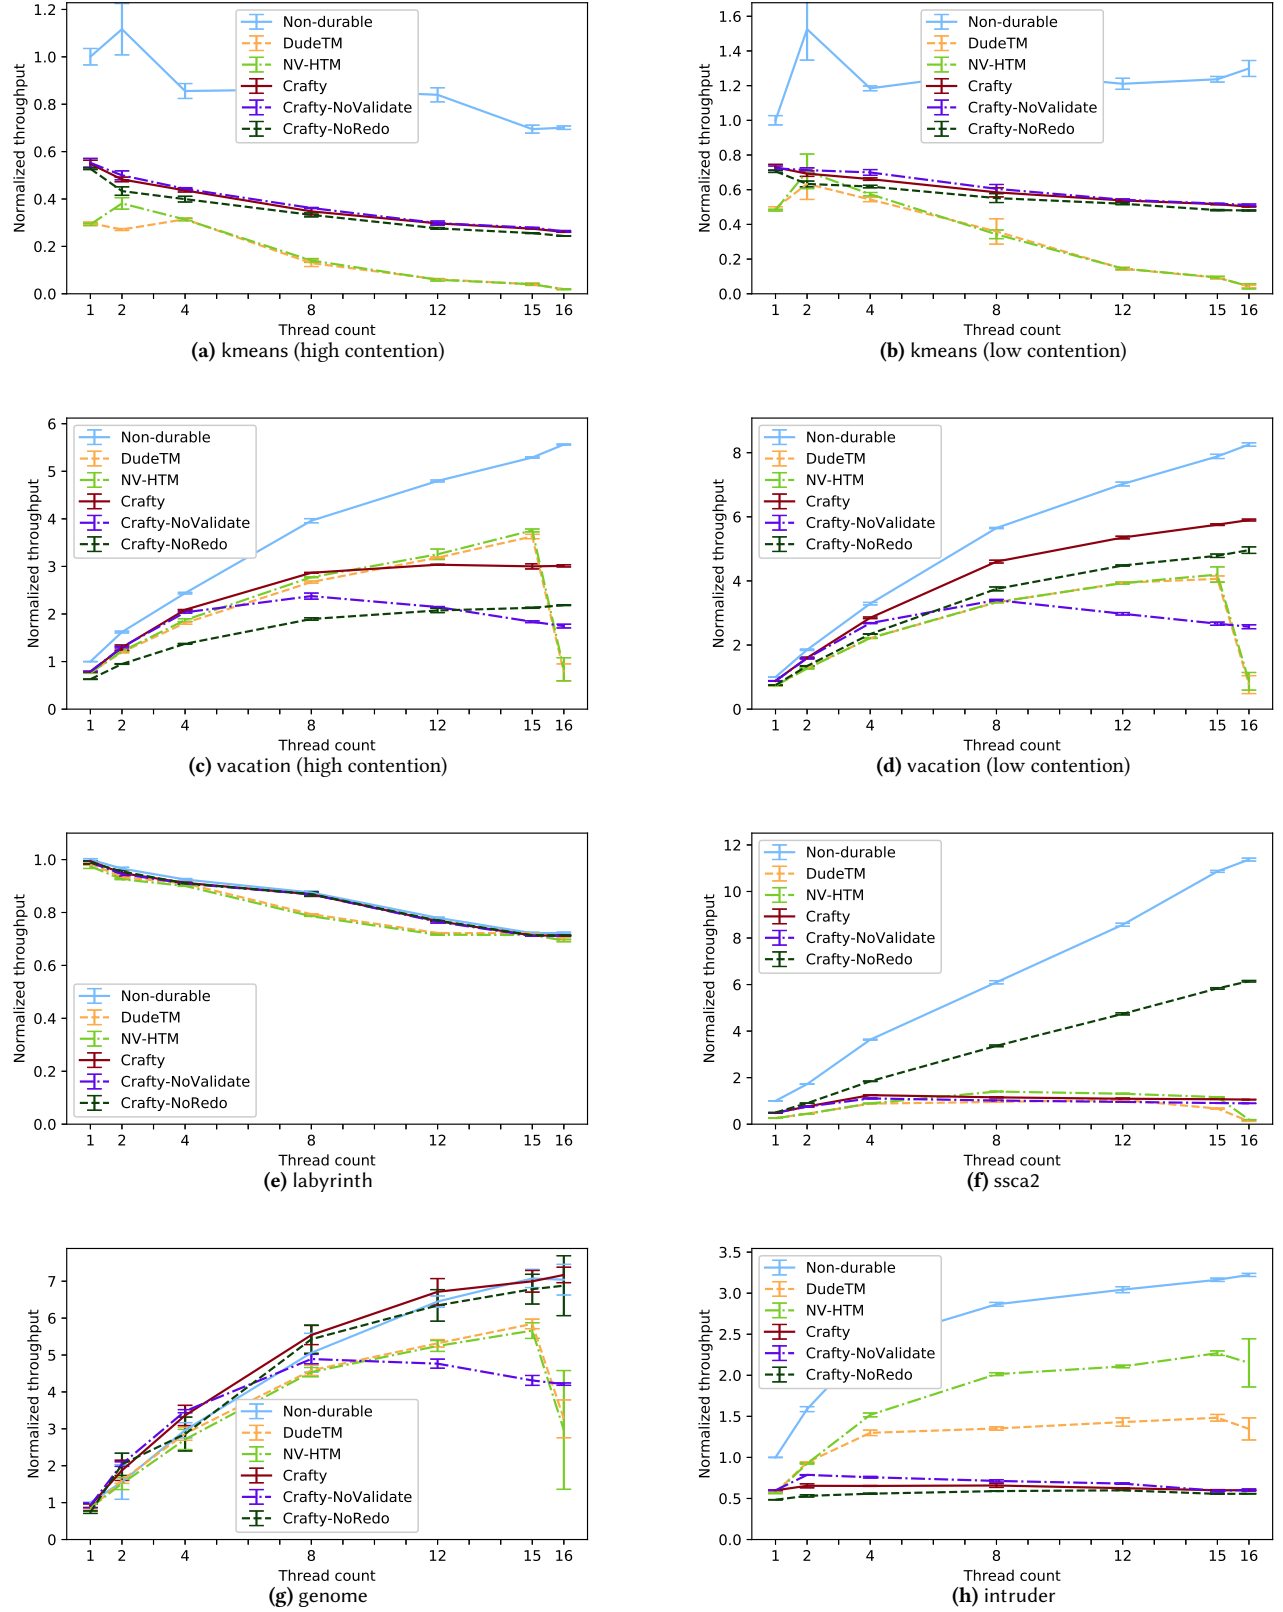 Normalized throughput
1.2
1.0
0.8
0.6
0.4
0.2
0.0
Non-durable
DudeTM
NV-HTM
Crafty
Crafty-NoValidate
Crafty-NoRedo
1 2 4 8 12 15 16
Thread count
(a) kmeans (high contention)
Normalized throughput
1.6
1.4
1.2
1.0
0.8
0.6
0.4
0.2
0.0
Non-durable
DudeTM
NV-HTM
Crafty
Crafty-NoValidate
Crafty-NoRedo
1 2 4 8 12 15 16
Thread count
(b) kmeans (low contention)
Normalized throughput
6
5
4
3
2
1
0
Non-durable
DudeTM
NV-HTM
Crafty
Crafty-NoValidate
Crafty-NoRedo
1 2 4 8 12 15 16
Thread count
(c) vacation (high contention)
Normalized throughput
8
6
4
2
0
Non-durable
DudeTM
NV-HTM
Crafty
Crafty-NoValidate
Crafty-NoRedo
1 2 4 8 12 15 16
Thread count
(d) vacation (low contention)
Normalized throughput
1.0
0.8
0.6
0.4
0.2
0.0
Non-durable
DudeTM
NV-HTM
Crafty
Crafty-NoValidate
Crafty-NoRedo
1 2 4 8 12 15 16
Thread count
(e) labyrinth
Normalized throughput
12
10
8
6
4
2
0
Non-durable
DudeTM
NV-HTM
Crafty
Crafty-NoValidate
Crafty-NoRedo
1 2 4 8 12 15 16
Thread count
(f) ssca2
Normalized throughput
7
6
5
4
3
2
1
0
Non-durable
DudeTM
NV-HTM
Crafty
Crafty-NoValidate
Crafty-NoRedo
1 2 4 8 12 15 16
Thread count
(g) genome
Normalized throughput
3.5
3.0
2.5
2.0
1.5
1.0
0.5
0.0
Non-durable
DudeTM
NV-HTM
Crafty
Crafty-NoValidate
Crafty-NoRedo
1 2 4 8 12 15 16
Thread count
(h) intruder